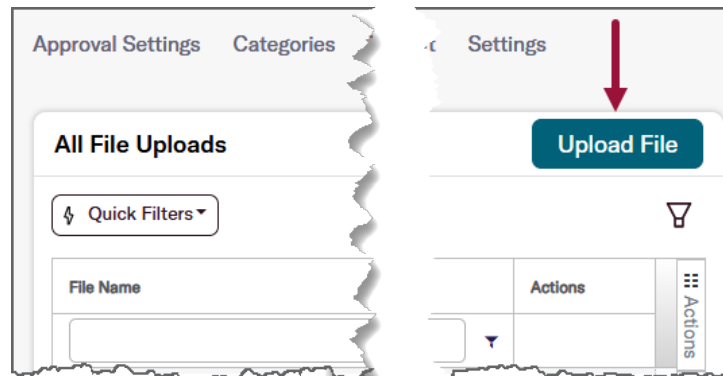 Approval Settings Categories Settings
All File Uploads Upload File
Quick Filters
File Name Actions
Actions